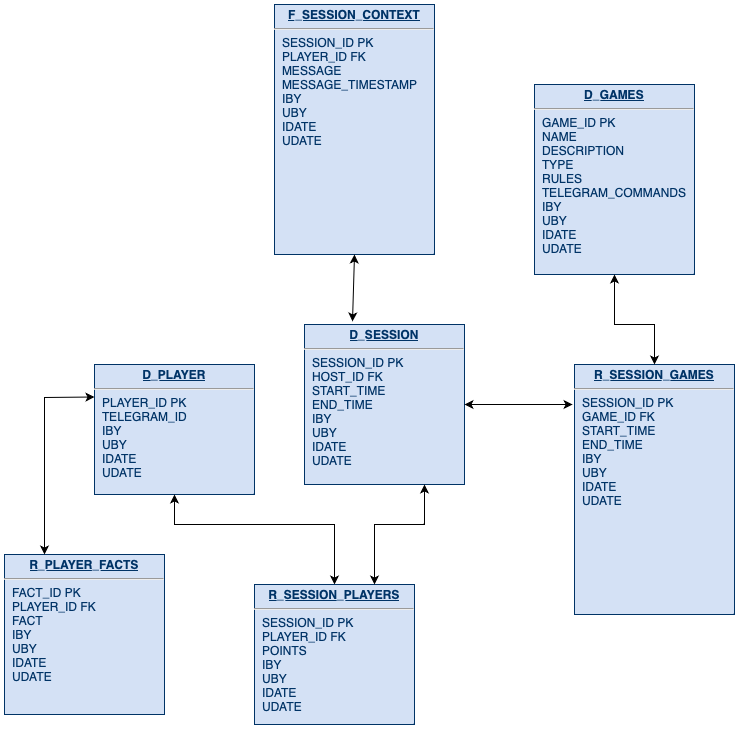 F_SESSION_CONTEXT
SESSION_ID PK
PLAYER_ID FK
MESSAGE
MESSAGE_TIMESTAMP
IBY
UBY
IDATE
UDATE
D_GAMES
GAME_ID PK
NAME
DESCRIPTION
TYPE
RULES
TELEGRAM_COMMANDS
IBY
UBY
IDATE
UDATE
D_SESSION
SESSION_ID PK
HOST_ID FK
START_TIME
END_TIME
IBY
UBY
IDATE
UDATE
D_PLAYER
PLAYER_ID PK
TELEGRAM_ID
IBY
UBY
IDATE
UDATE
R_SESSION_GAMES
SESSION_ID PK
GAME_ID FK
START_TIME
END_TIME
IBY
UBY
IDATE
UDATE
R_PLAYER_FACTS
FACT_ID PK
PLAYER_ID FK
FACT
IBY
UBY
IDATE
UDATE
R_SESSION_PLAYERS
SESSION_ID PK
PLAYER_ID FK
POINTS
IBY
UBY
IDATE
UDATE